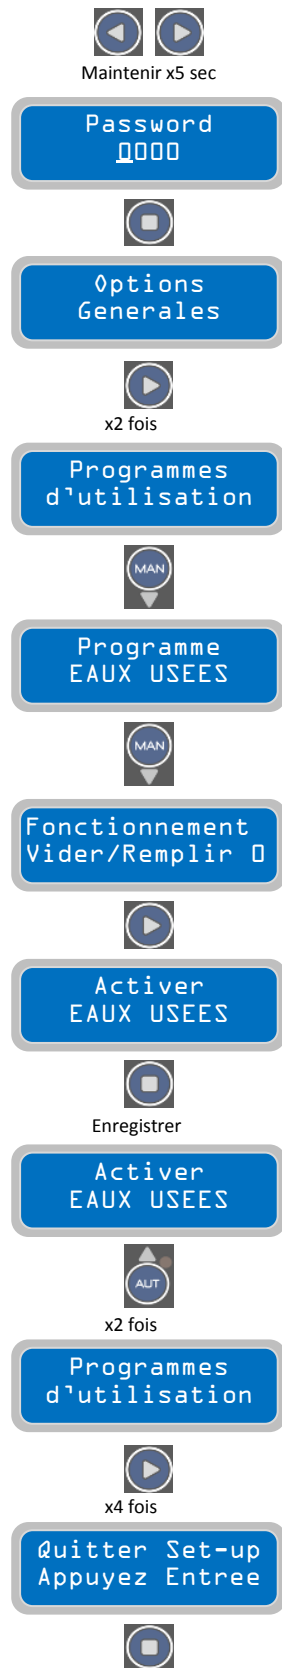 Maintenir x5 sec
Password
0000
Options
Generales
x2 fois
Programmes
d'utilisation
MAN
Programme
EAUX USEES
MAN
Fonctionnement
Vider/Remplir 0
Activer
EAUX USEES
Enregistrer
Activer
EAUX USEES
AUT
x2 fois
Programmes
d'utilisation
x4 fois
Quitter Set-up
Appuyez Entree